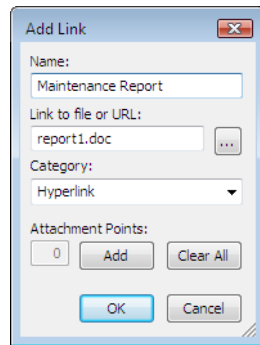 Add Link
Name:
Maintenance Report
Link to file or URL:
report1.doc
...
Category:
Hyperlink
Attachment Points:
0 Add Clear All
OK Cancel